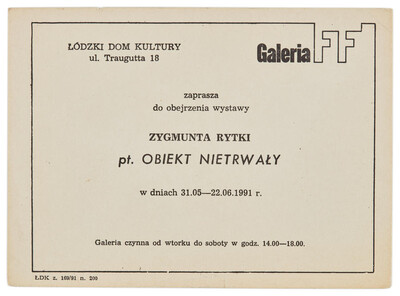 ŁÓDZKI DOM KULTURY
ul. Traugutta 18
Galeria FF
zaprasza
do obejrzenia wystawy
ZYGMUNTA RYTKI
pt. OBIEKT NIETRWAŁY
w dniach 31.05—22.06.1991 r.
Galeria czynna od wtorku do soboty w godz. 14.00—18.00.
ŁDK z. 169/91 n. 200